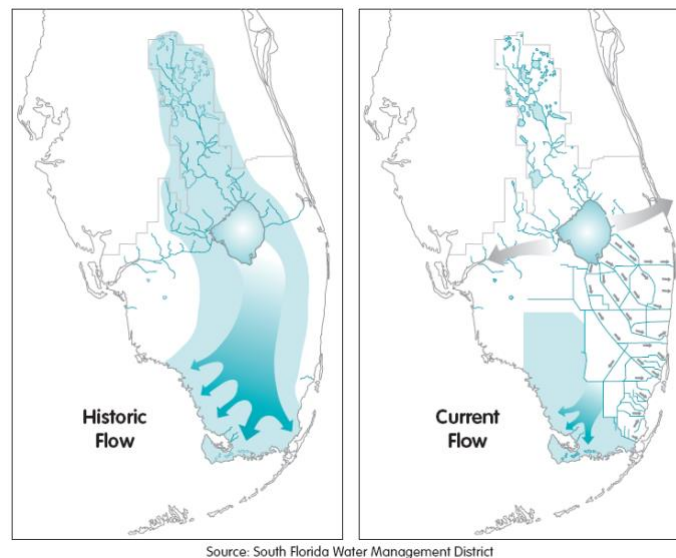 Historic
Flow
Current
Flow
Source: South Florida Water Management District